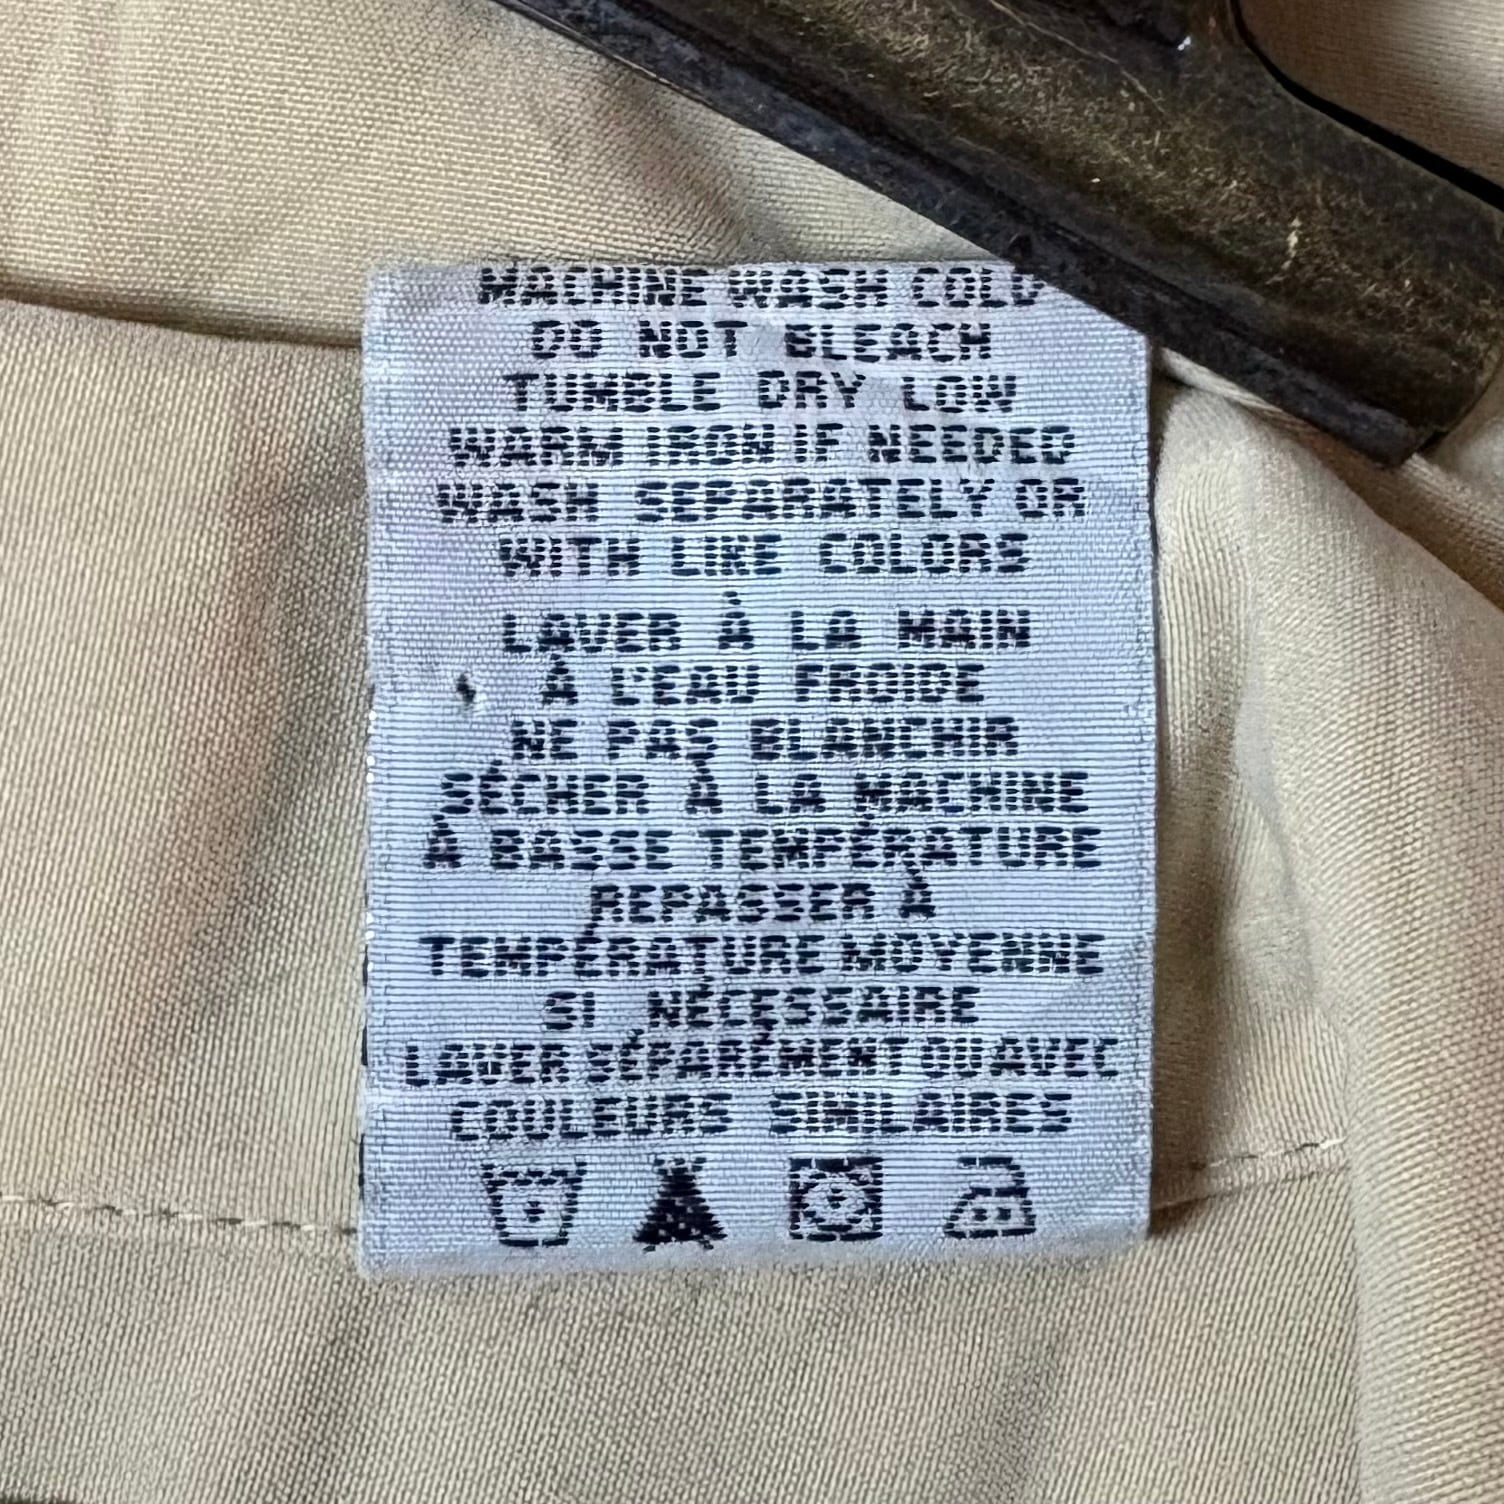 MACHINE WASH COLD
DO NOT BLEACH
TUMBLE DRY LOW
WARM IRON IF NEEDED
WASH SEPARATELY OR
WITH LIKE COLORS
LAVER À LA MAIN
À L'EAU FROIDE
NE PAS BLANCHIR
SÉCHER À LA MACHINE
À BASSE TEMPÉRATURE
REPASSER À
TEMPÉRATURE MOYENNE
SI NÉCESSAIRE
LAVER SÉPARÉMENT OU AVEC
COULEURS SIMILAIRES